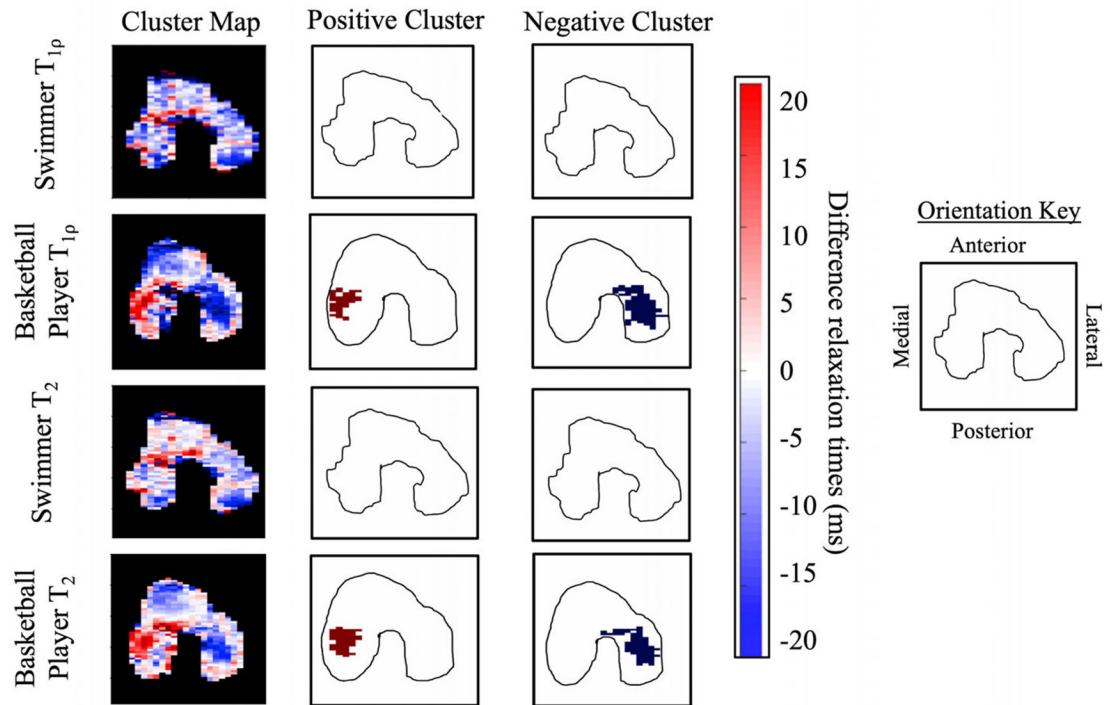 Cluster Map Positive Cluster Negative Cluster
Swimmer T1ρ
Basketball
Player T1ρ
Swimmer T2
Basketball
Player T2
20
15
10
5
0
-5
-10
-15
-20
Difference relaxation times (ms)
Orientation Key
Anterior
Medial
Lateral
Posterior